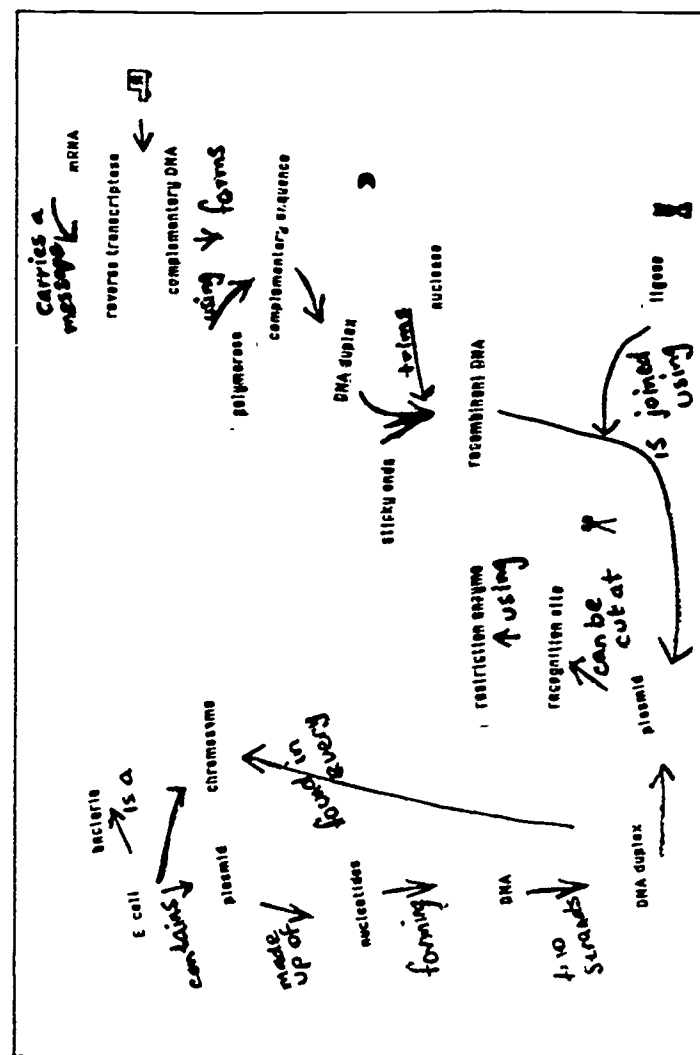 carries a
message
mRNA
reverse transcriptase
complementary DNA
using
forms
polymerase
complementary sequence
DNA duplex
trims
nuclease
sticky ends
recombinant DNA
ligase
is joined
using
restriction enzyme
using
recognition site
can be
cut at
plasmid
bacteria
is a
E cell
contains
chromosome
plasmid
found in
every
made
up of
nucleotides
forming
DNA
two
strands
DNA duplex